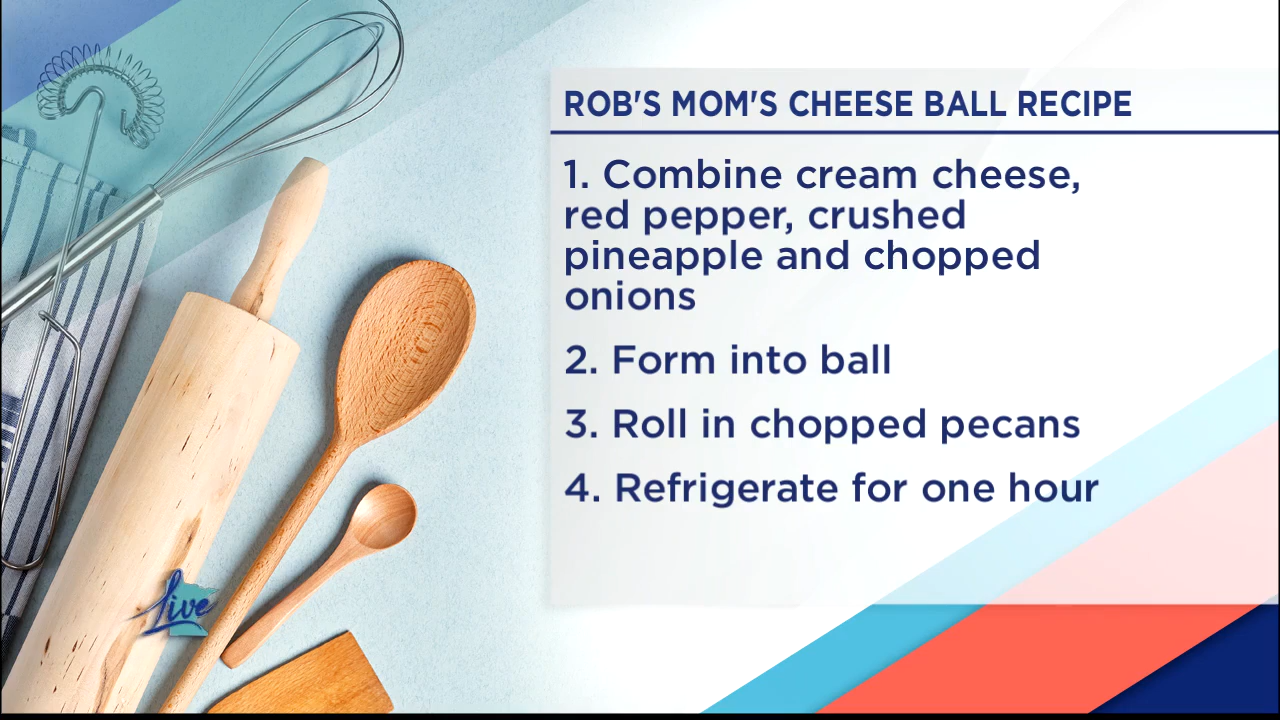 ROB'S MOM'S CHEESE BALL RECIPE
1. Combine cream cheese,
red pepper, crushed
pineapple and chopped
onions
2. Form into ball
3. Roll in chopped pecans
4. Refrigerate for one hour
Live